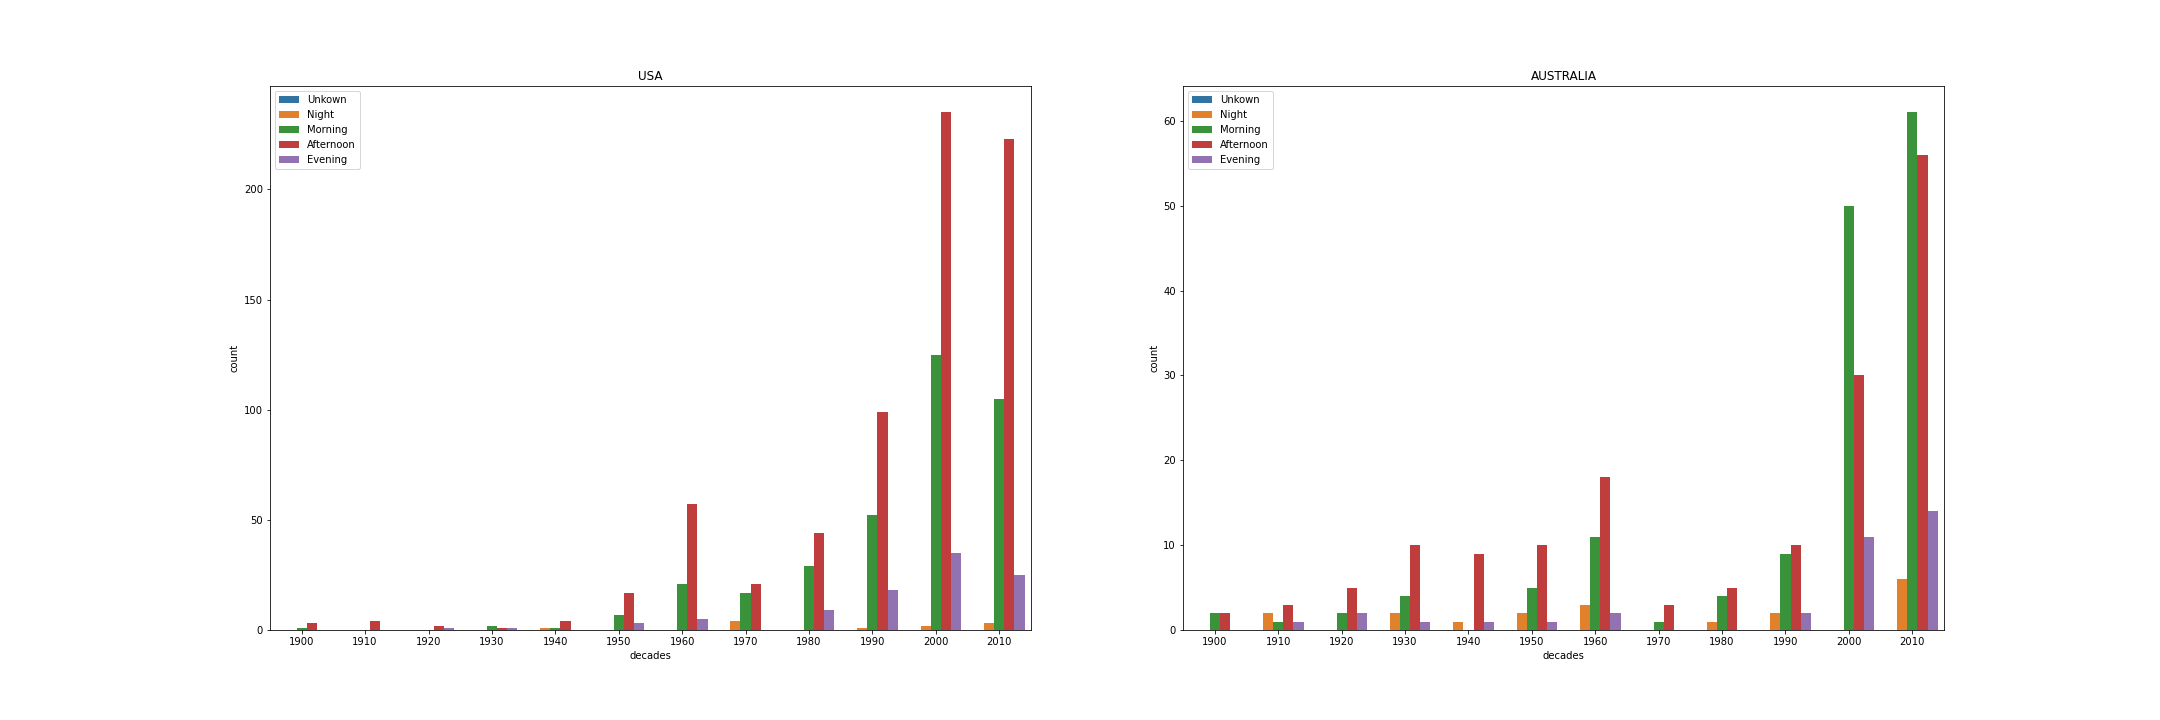 USA
Unkown
Night
Morning
Afternoon
Evening
200
150
100
50
0
count
1900 1910 1920 1930 1940 1950 1960 1970 1980 1990 2000 2010
decades
AUSTRALIA
Unkown
Night
Morning
Afternoon
Evening
60
50
40
30
20
10
0
count
1900 1910 1920 1930 1940 1950 1960 1970 1980 1990 2000 2010
decades